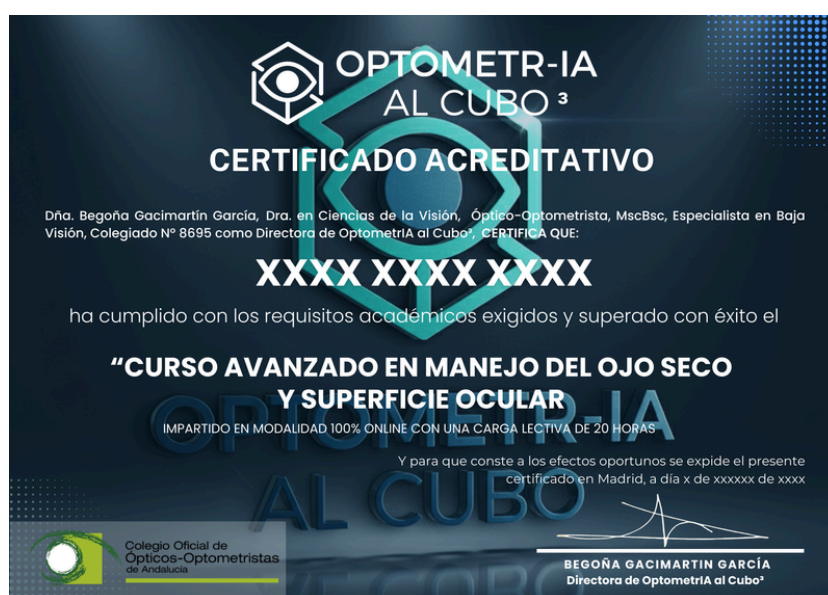 OPTOMETR-IA
AL CUBO ³
CERTIFICADO ACREDITATIVO
Dña. Begoña Gacimartín García, Dra. en Ciencias de la Visión, Óptico-Optometrista, MscBsc, Especialista en Baja
Visión, Colegiado Nº 8695 como Directora de OptometrIA al Cubo³, CERTIFICA QUE:
XXXX XXXX XXXX
ha cumplido con los requisitos académicos exigidos y superado con éxito el
“CURSO AVANZADO EN MANEJO DEL OJO SECO
Y SUPERFICIE OCULAR
OPTOMETR-IA
IMPARTIDO EN MODALIDAD 100% ONLINE CON UNA CARGA LECTIVA DE 20 HORAS
Y para que conste a los efectos oportunos se expide el presente
certificado en Madrid, a día x de xxxxxx de xxxx
AL CUBO
Colegio Oficial de
Ópticos-Optometristas
de Andalucía
BEGOÑA GACIMARTIN GARCÍA
Directora de OptometrIA al Cubo³